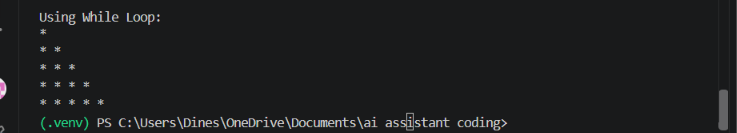 Using While Loop:
*
* *
* * *
* * * *
* * * * *
(.venv) PS C:\Users\Dines\OneDrive\Documents\ai assistant coding>